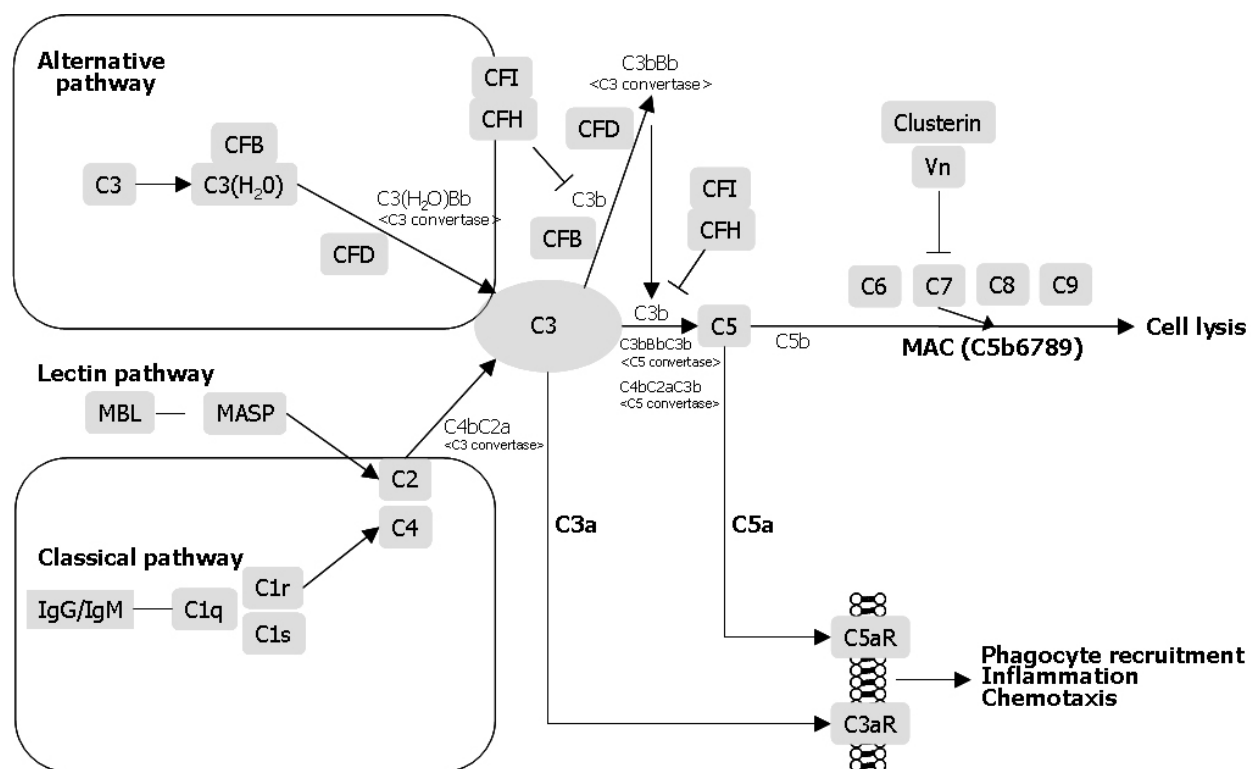 Alternative
pathway
CFI
CFH
C3bBb
<C3 convertase>
CFD
Clusterin
Vn
CFB
C3
C3(H₂0)
C3(H₂O)Bb
<C3 convertase>
CFD
C3b
CFB
CFI
CFH
C6
C7
C8
C9
C3
C3b
C5
C5b
MAC (C5b6789)
Cell lysis
C3bBbC3b
<C5 convertase>
C4bC2aC3b
<C5 convertase>
Lectin pathway
MBL
MASP
C4bC2a
<C3 convertase>
C2
C4
C3a
C5a
Classical pathway
IgG/IgM
C1q
C1r
C1s
C5aR
C3aR
Phagocyte recruitment
Inflammation
Chemotaxis